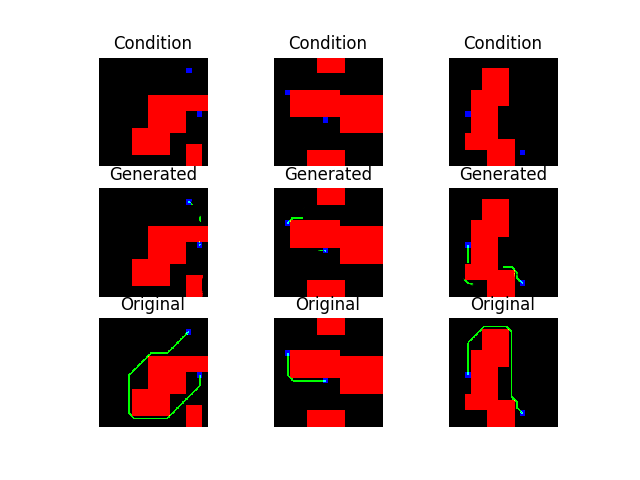 Condition Condition Condition
Generated Generated Generated
Original Original Original